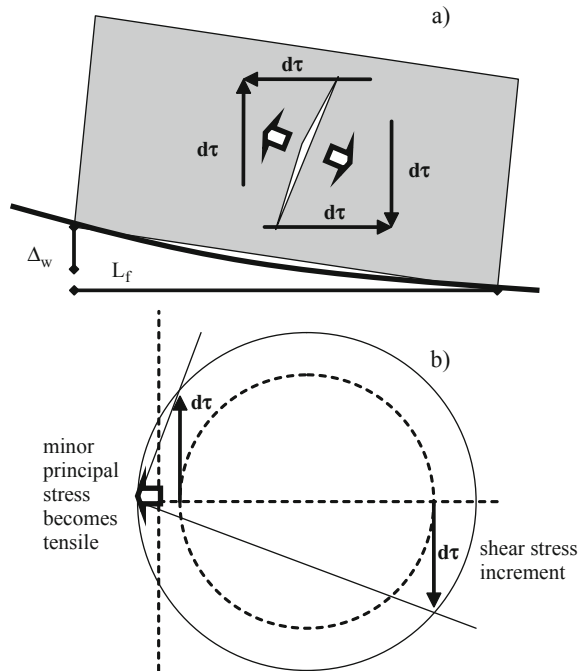 a)
dτ
dτ
dτ
dτ
Δw
Lf
b)
dτ
minor
principal
stress
becomes
tensile
dτ
shear stress
increment